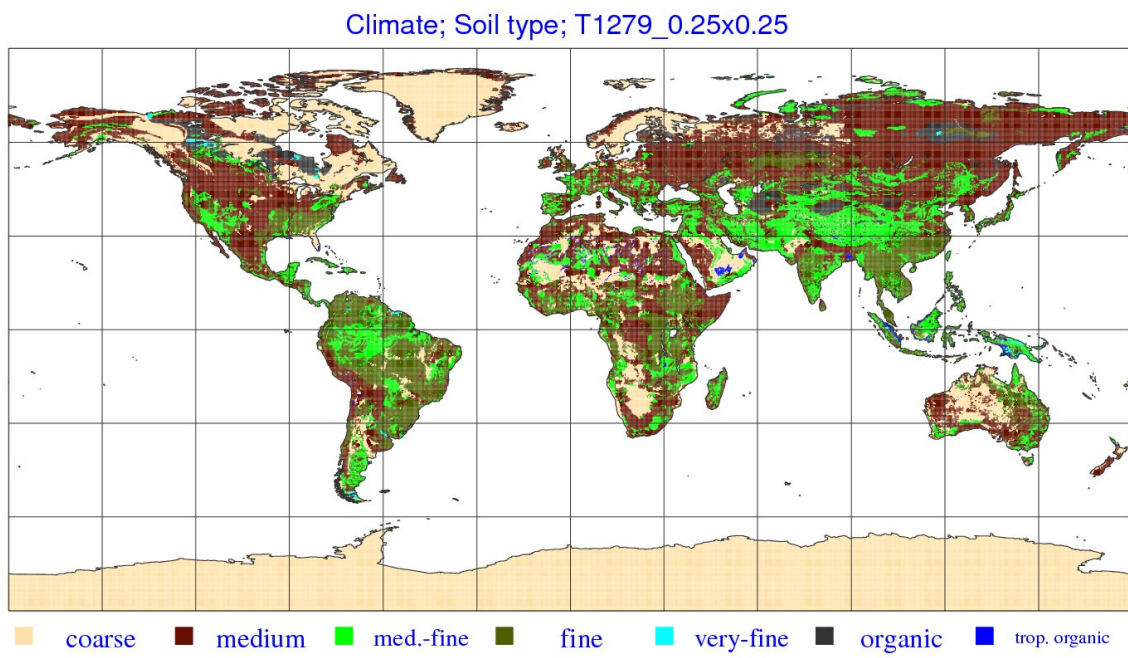 Climate; Soil type; T1279_0.25x0.25
coarse medium med.-fine fine very-fine organic trop. organic